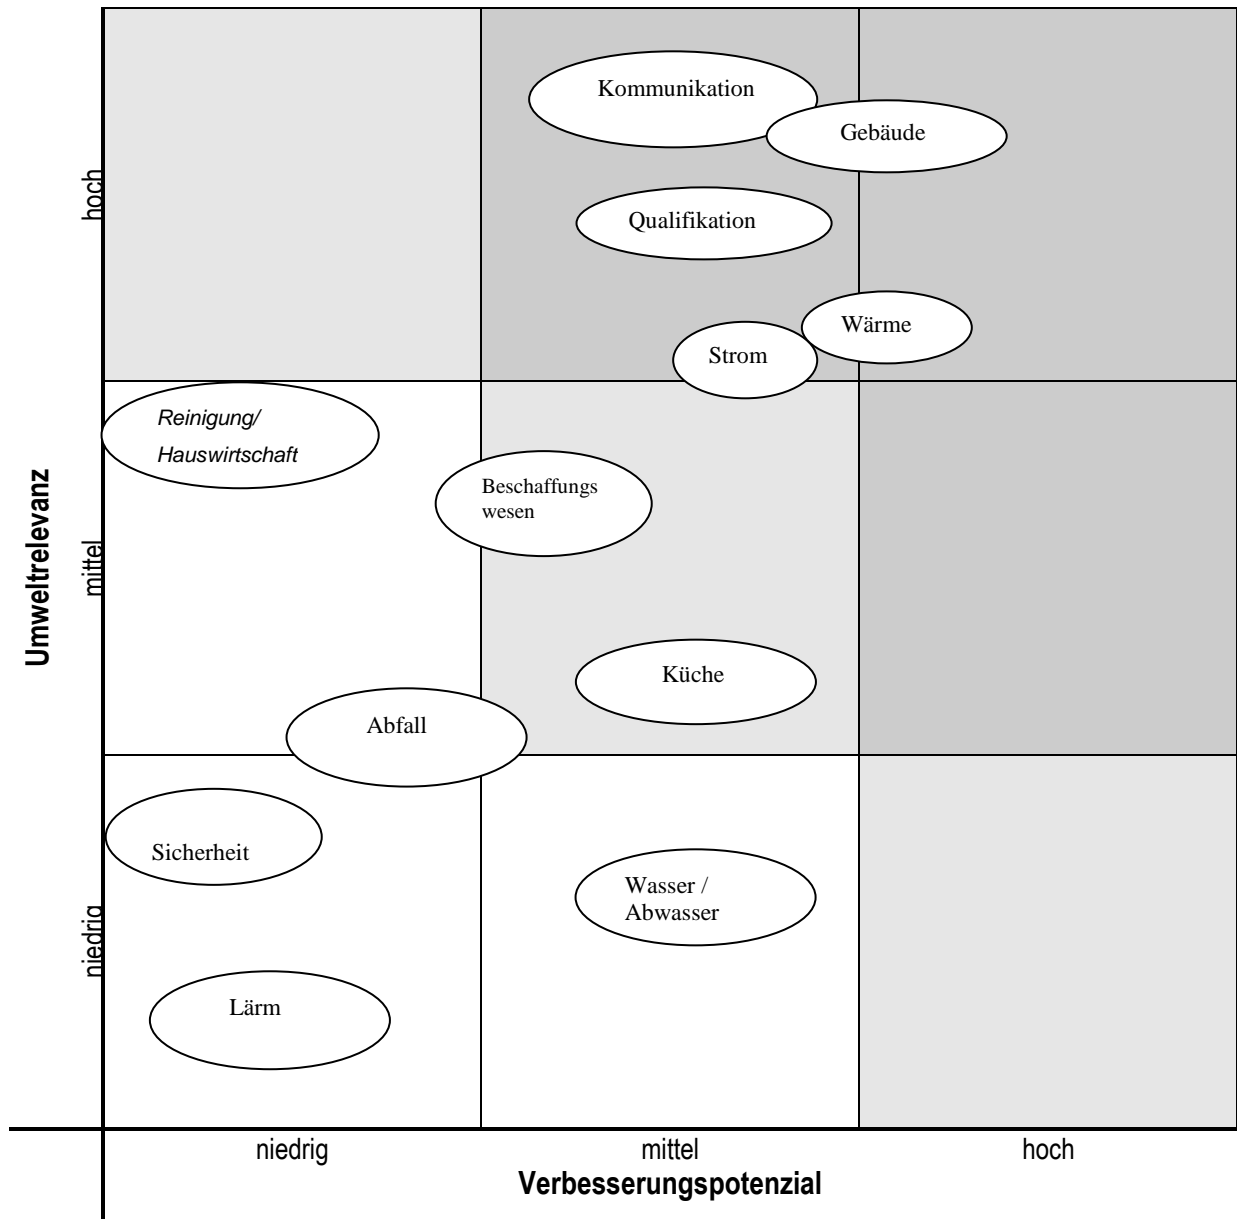 Kommunikation
Gebäude
hoch
Qualifikation
Wärme
Strom
Reinigung/
Hauswirtschaft
Beschaffungs
wesen
Umweltrelevanz
mittel
Küche
Abfall
Sicherheit
Wasser /
Abwasser
niedrig
Lärm
niedrig
mittel
hoch
Verbesserungspotenzial